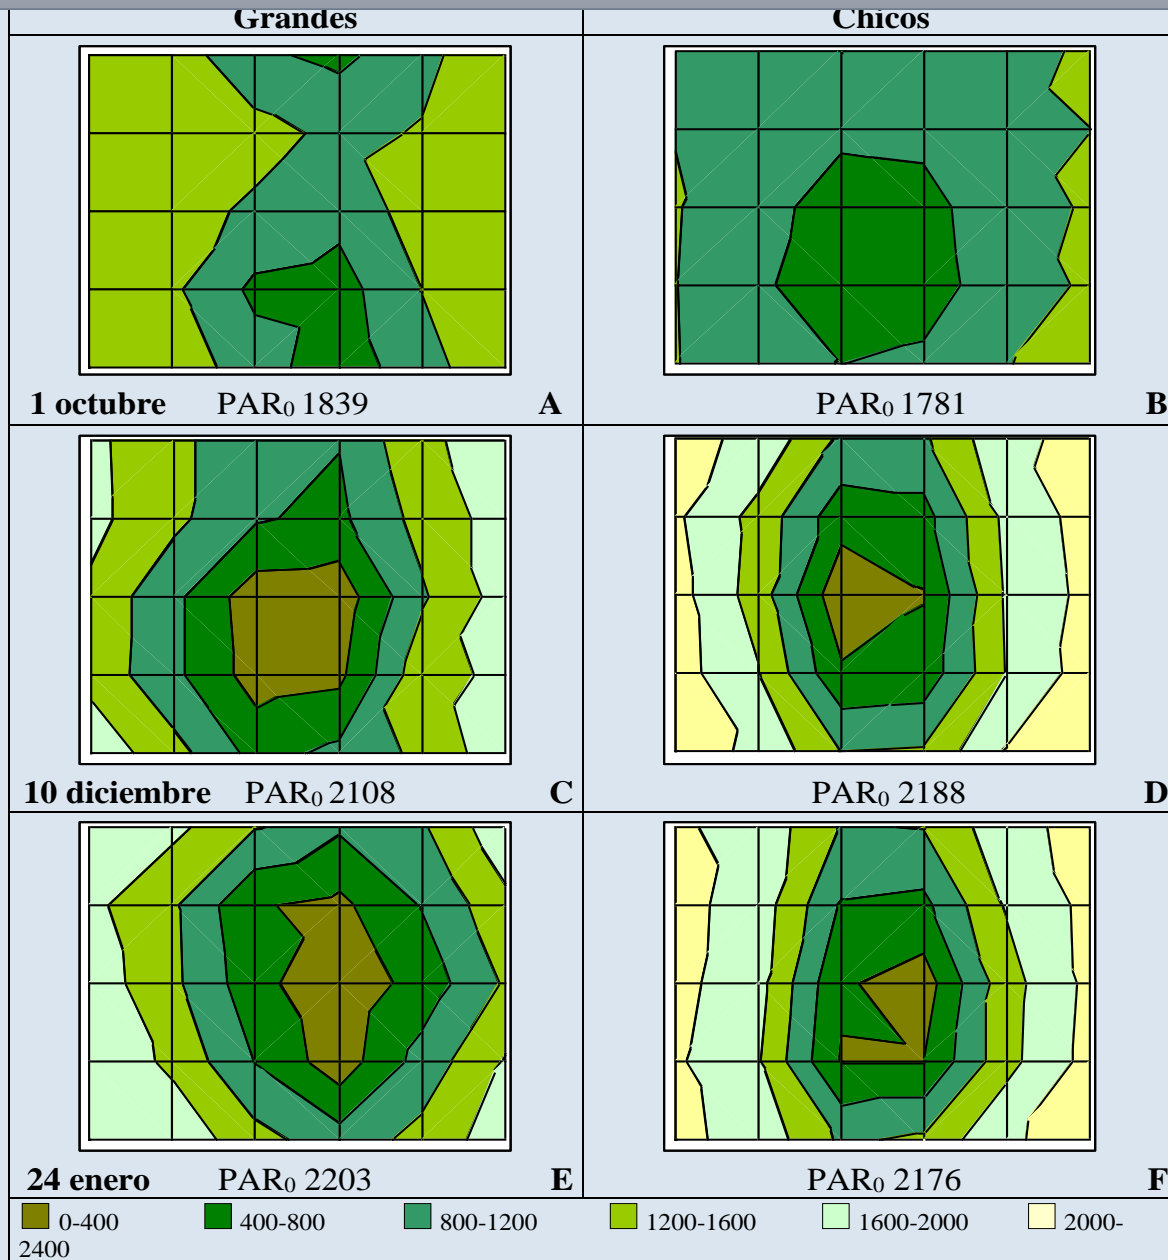 Grandes Chicos
1 octubre PAR₀ 1839 A PAR₀ 1781 B
10 diciembre PAR₀ 2108 C PAR₀ 2188 D
24 enero PAR₀ 2203 E PAR₀ 2176 F
0-400 400-800 800-1200 1200-1600 1600-2000 2000-
2400